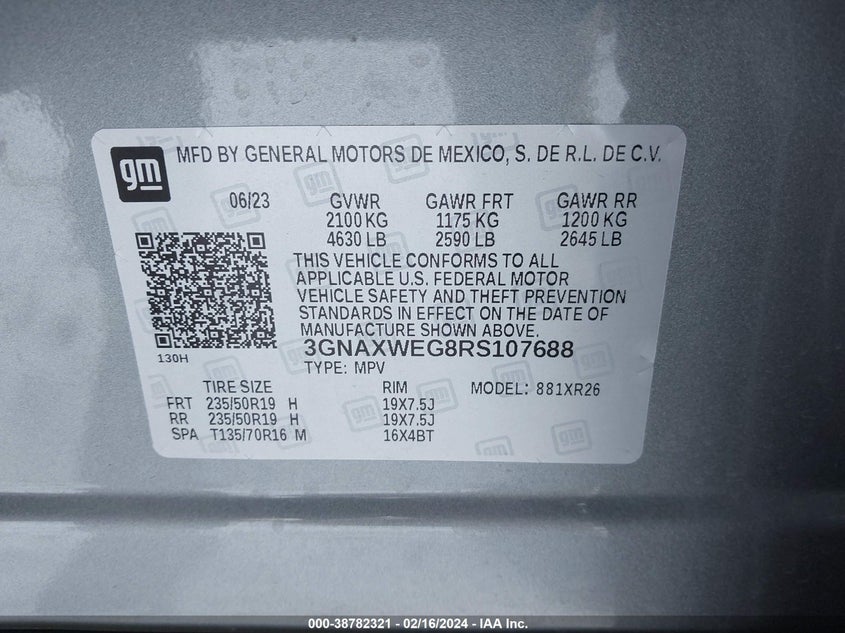 gm MFD BY GENERAL MOTORS DE MEXICO, S. DE R.L. DE C.V.
06/23 GVWR GAWR FRT GAWR RR
2100 KG 1175 KG 1200 KG
4630 LB 2590 LB 2645 LB
THIS VEHICLE CONFORMS TO ALL
APPLICABLE U.S. FEDERAL MOTOR
VEHICLE SAFETY AND THEFT PREVENTION
STANDARDS IN EFFECT ON THE DATE OF
MANUFACTURE SHOWN ABOVE.
130H 3GNAXWEG8RS107688
TYPE: MPV
TIRE SIZE RIM MODEL: 881XR26
FRT 235/50R19 H 19X7.5J
RR 235/50R19 H 19X7.5J
SPA T135/70R16 M 16X4BT
000-38782321 - 02/16/2024 - IAA Inc.